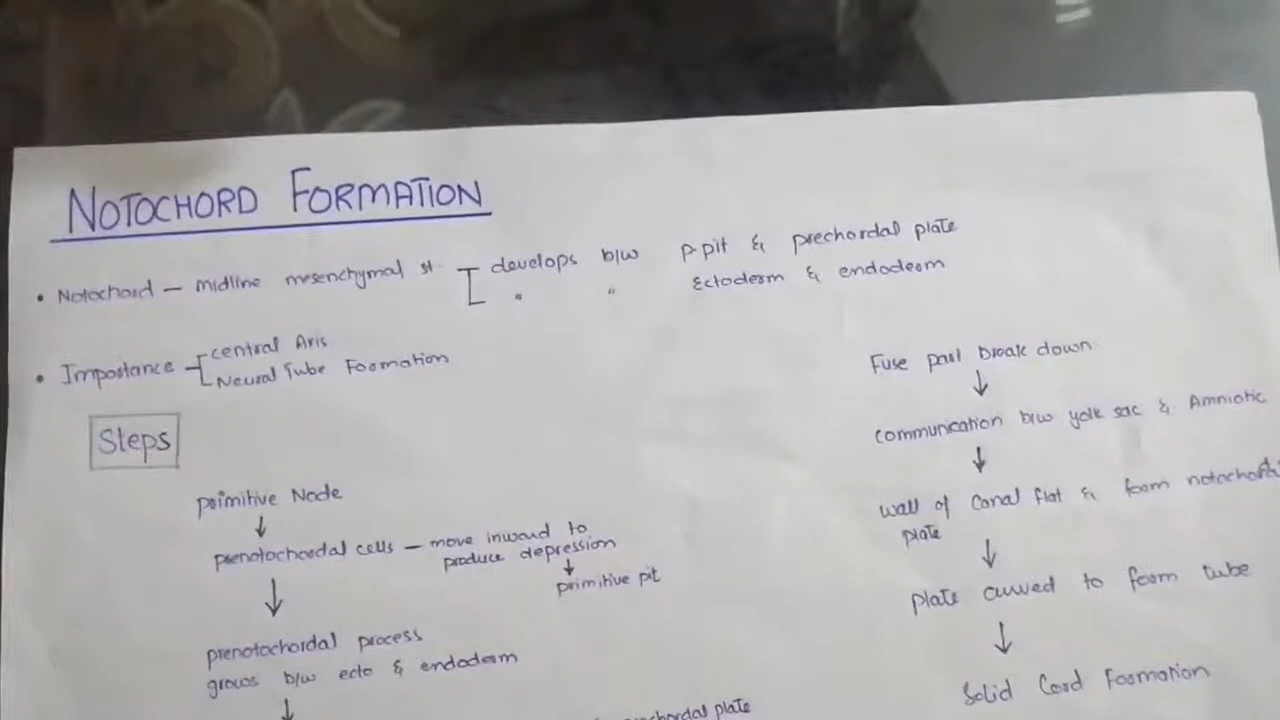 NOTOCHORD FORMATION
• Notochord — midline mesenchymal st. develops b/w p-pit & prechordal plate
" " Ectoderm & endoderm
• Importance central Axis
Neural Tube Formation
Steps
primitive Node
↓
prenotochordal cells — move inward to
produce depression
↓
primitive pit
↓
prenotochordal process
grows b/w ecto & endoderm
↓
plate
Fuse part break down
↓
communication b/w yolk sac & Amniotic
↓
wall of Canal flat & form
plate
↓
plate curved to form tube
↓
Solid Cord Formation